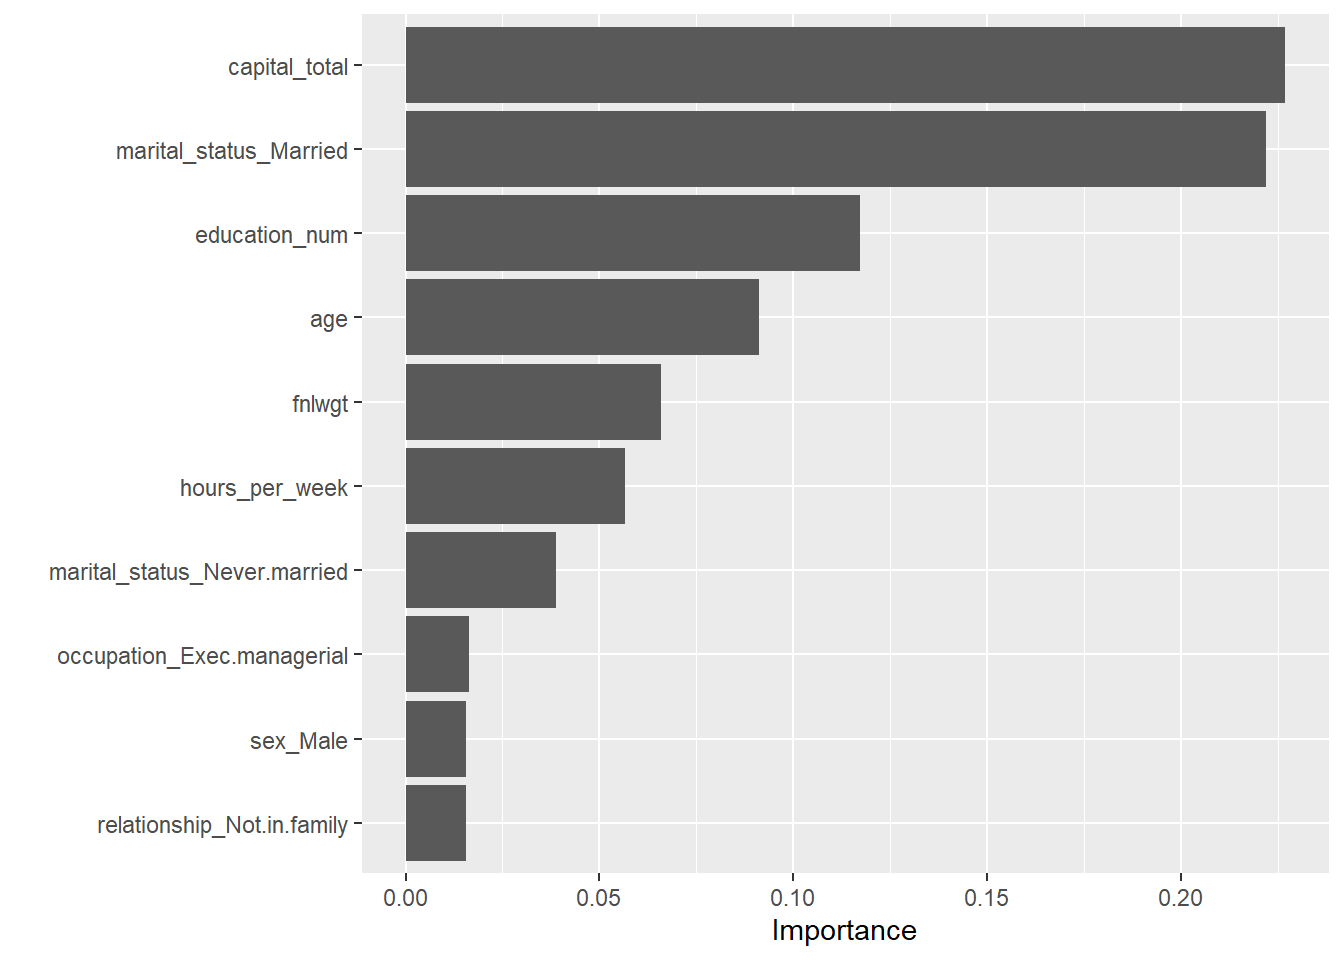 capital_total
marital_status_Married
education_num
age
fnlwgt
hours_per_week
marital_status_Never.married
occupation_Exec.managerial
sex_Male
relationship_Not.in.family
0.00 0.05 0.10 0.15 0.20
Importance